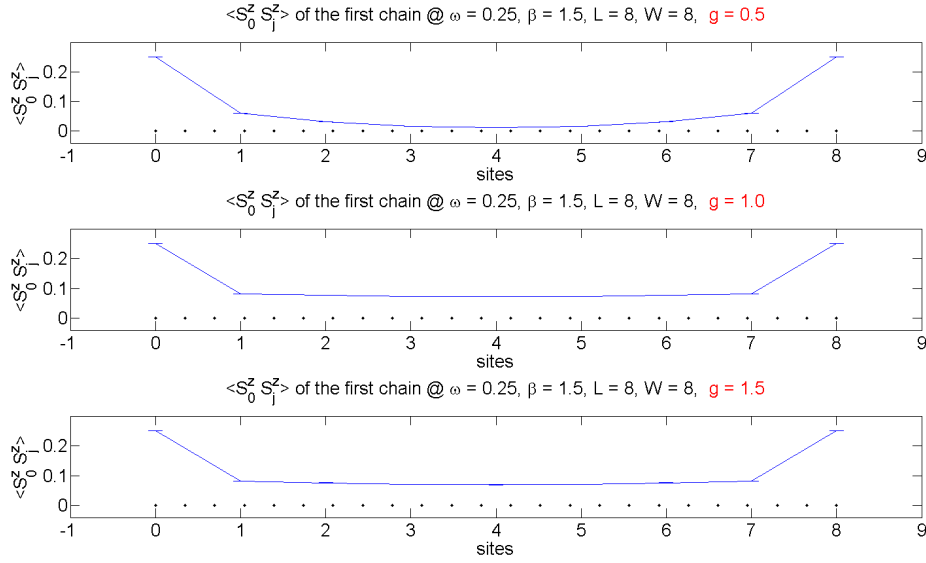 <S₀ᶻ Sⱼᶻ> of the first chain @ ω = 0.25, β = 1.5, L = 8, W = 8, g = 0.5
<S₀ᶻ Sⱼᶻ>
0.2
0.1
0
-1 0 1 2 3 4 5 6 7 8 9
sites
<S₀ᶻ Sⱼᶻ> of the first chain @ ω = 0.25, β = 1.5, L = 8, W = 8, g = 1.0
<S₀ᶻ Sⱼᶻ>
0.2
0.1
0
-1 0 1 2 3 4 5 6 7 8 9
sites
<S₀ᶻ Sⱼᶻ> of the first chain @ ω = 0.25, β = 1.5, L = 8, W = 8, g = 1.5
<S₀ᶻ Sⱼᶻ>
0.2
0.1
0
-1 0 1 2 3 4 5 6 7 8 9
sites